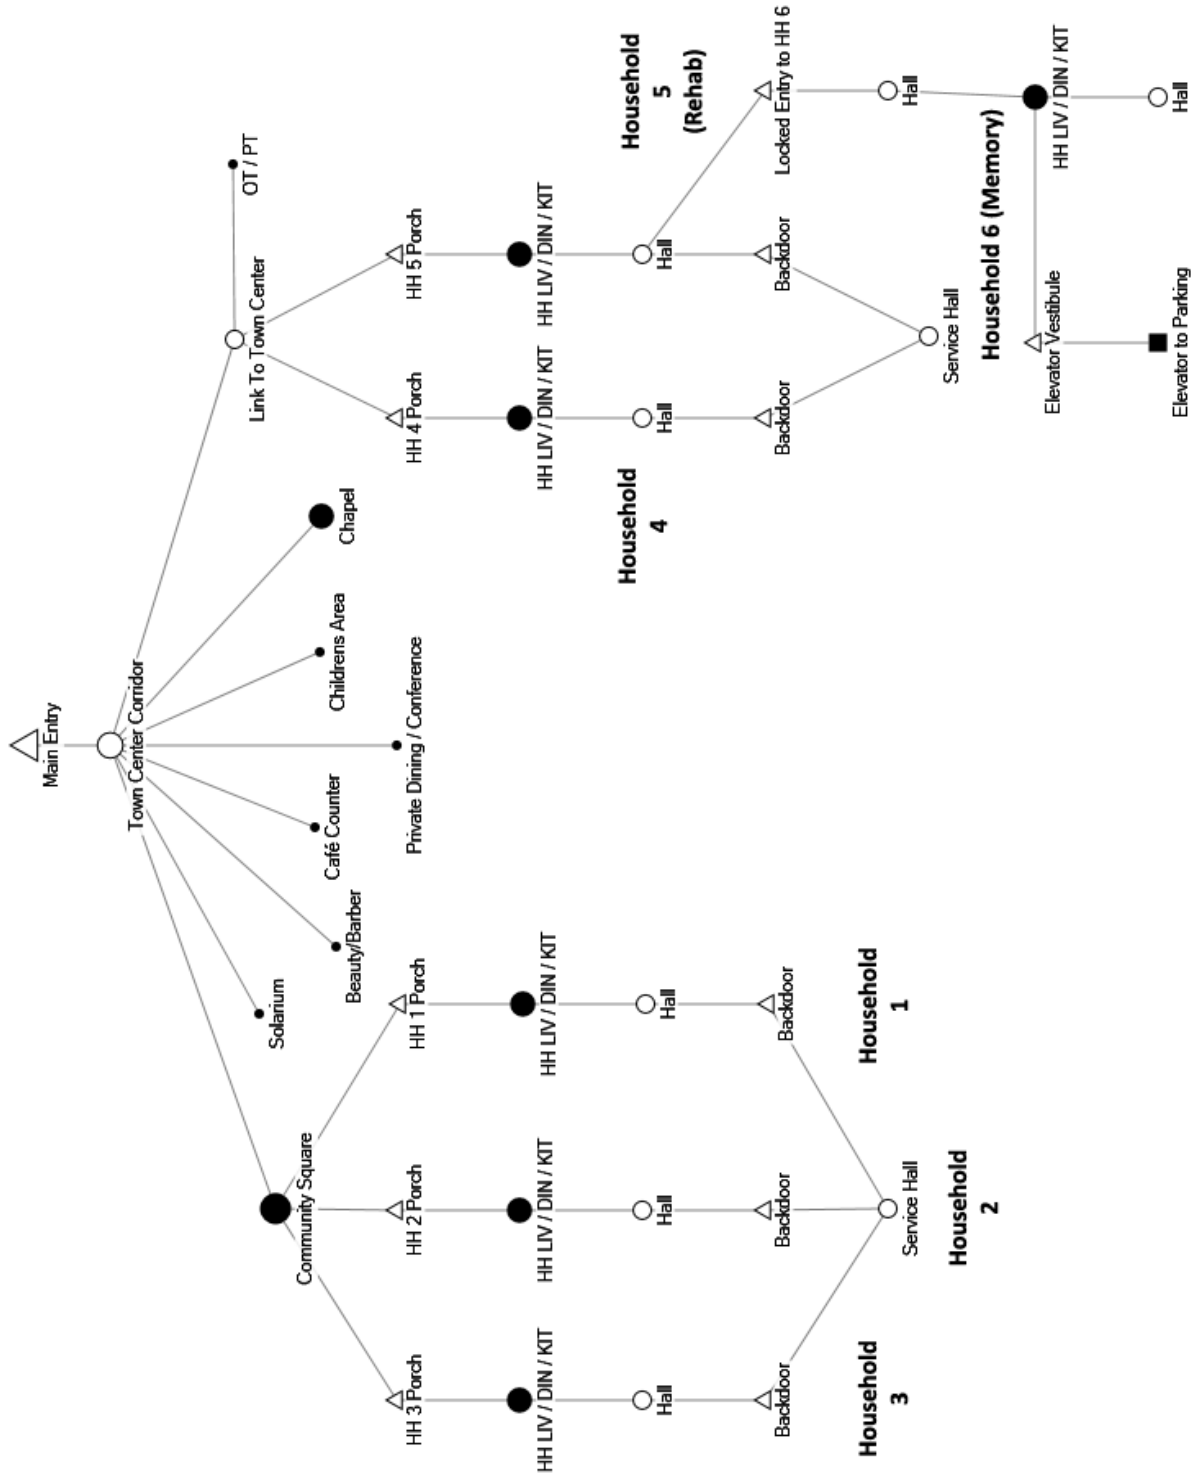 Main Entry
Town Center Corridor
Link To Town Center
OT / PT
Community Square
Solarium
Beauty/Barber
Café Counter
Private Dining / Conference
Childrens Area
Chapel
HH 3 Porch
HH LIV / DIN / KIT
Hall
Backdoor
Household
3
HH 2 Porch
HH LIV / DIN / KIT
Hall
Backdoor
Service Hall
Household
2
HH 1 Porch
HH LIV / DIN / KIT
Hall
Backdoor
Household
1
HH 4 Porch
HH LIV / DIN / KIT
Hall
Backdoor
Household
4
HH 5 Porch
HH LIV / DIN / KIT
Hall
Backdoor
Service Hall
Household
5
(Rehab)
Locked Entry to HH 6
Hall
Household 6 (Memory)
HH LIV / DIN / KIT
Hall
Elevator Vestibule
Elevator to Parking